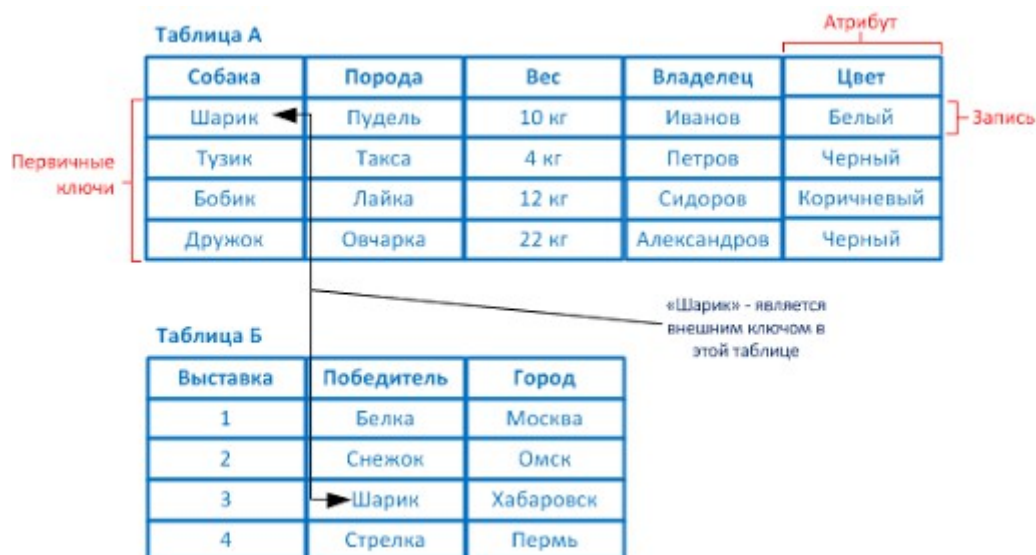 Атрибут
Таблица А
Собака Порода Вес Владелец Цвет
Шарик Пудель 10 кг Иванов Белый
Запись
Тузик Такса 4 кг Петров Черный
Первичные
ключи
Бобик Лайка 12 кг Сидоров Коричневый
Дружок Овчарка 22 кг Александров Черный
«Шарик» - является
внешним ключом в
этой таблице
Таблица Б
Выставка Победитель Город
1 Белка Москва
2 Снежок Омск
3 Шарик Хабаровск
4 Стрелка Пермь